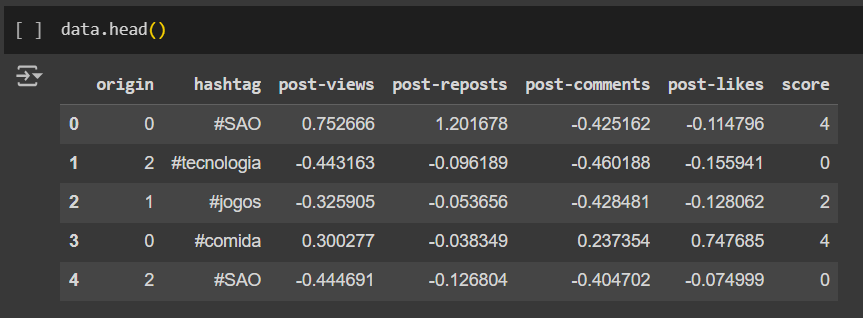 [ ] data.head()
origin hashtag post-views post-reposts post-comments post-likes score
0 0 #SAO 0.752666 1.201678 -0.425162 -0.114796 4
1 2 #tecnologia -0.443163 -0.096189 -0.460188 -0.155941 0
2 1 #jogos -0.325905 -0.053656 -0.428481 -0.128062 2
3 0 #comida 0.300277 -0.038349 0.237354 0.747685 4
4 2 #SAO -0.444691 -0.126804 -0.404702 -0.074999 0